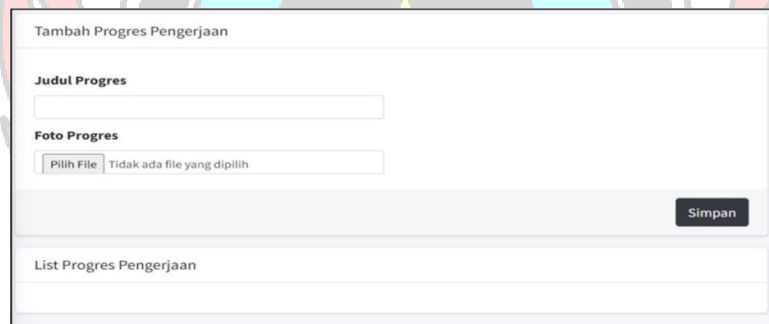 Tambah Progres Pengerjaan
Judul Progres
Foto Progres
Pilih File Tidak ada file yang dipilih
Simpan
List Progres Pengerjaan